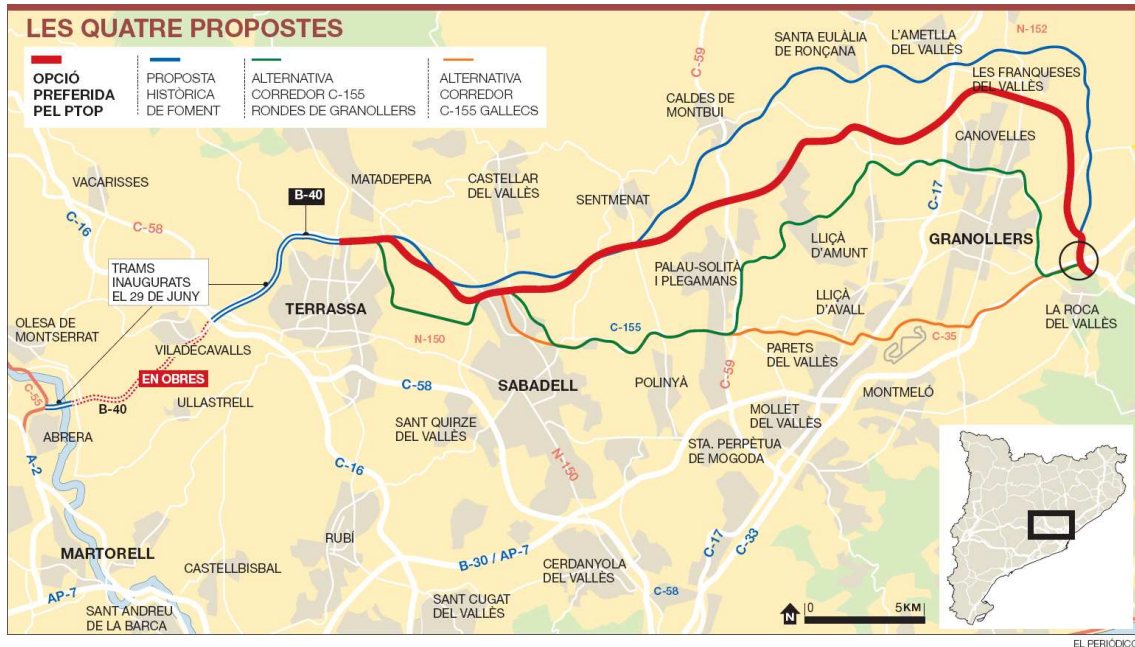 LES QUATRE PROPOSTES
OPCIÓ
PREFERIDA
PEL PTOP
PROPOSTA
HISTÒRICA
DE FOMENT
ALTERNATIVA
CORREDOR C-155
RONDES DE GRANOLLERS
ALTERNATIVA
CORREDOR
C-155 GALLECS
SANTA EULÀLIA
DE RONÇANA
L'AMETLLA
DEL VALLÈS
N-152
C-59
LES FRANQUESES
DEL VALLÈS
CALDES DE
MONTBUI
CANOVELLES
VACARISSES
MATADEPERA
CASTELLAR
DEL VALLÈS
SENTMENAT
B-40
C-16
C-58
C-17
GRANOLLERS
TRAMS
INAUGURATS
EL 29 DE JUNY
LLIÇÀ
D'AMUNT
PALAU-SOLITÀ
I PLEGAMANS
TERRASSA
LLIÇÀ
D'AVALL
LA ROCA
DEL VALLÈS
OLESA DE
MONTSERRAT
N-150
C-155
C-35
VILADECAVALLS
PARETS
DEL VALLÈS
EN OBRES
C-55
B-40
ULLASTRELL
C-58
SABADELL
POLINYÀ
C-59
MONTMELÓ
ABRERA
SANT QUIRZE
DEL VALLÈS
MOLLET
DEL VALLÈS
STA. PERPÈTUA
DE MOGODA
A-2
C-16
N-150
MARTORELL
RUBÍ
CASTELLBISBAL
B-30 / AP-7
CERDANYOLA
DEL VALLÈS
C-17
C-33
AP-7
SANT ANDREU
DE LA BARCA
SANT CUGAT
DEL VALLÈS
C-58
N
0
5 KM
EL PERIÓDICO